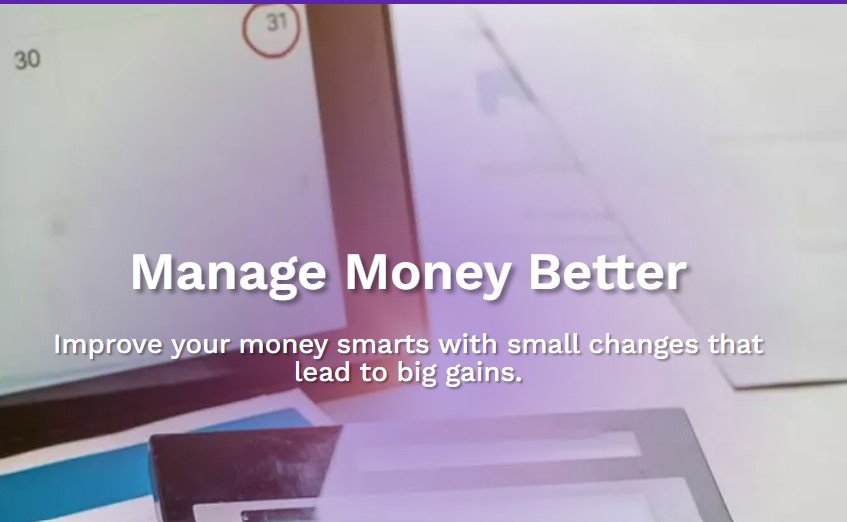 31
30
Manage Money Better
Improve your money smarts with small changes that
lead to big gains.